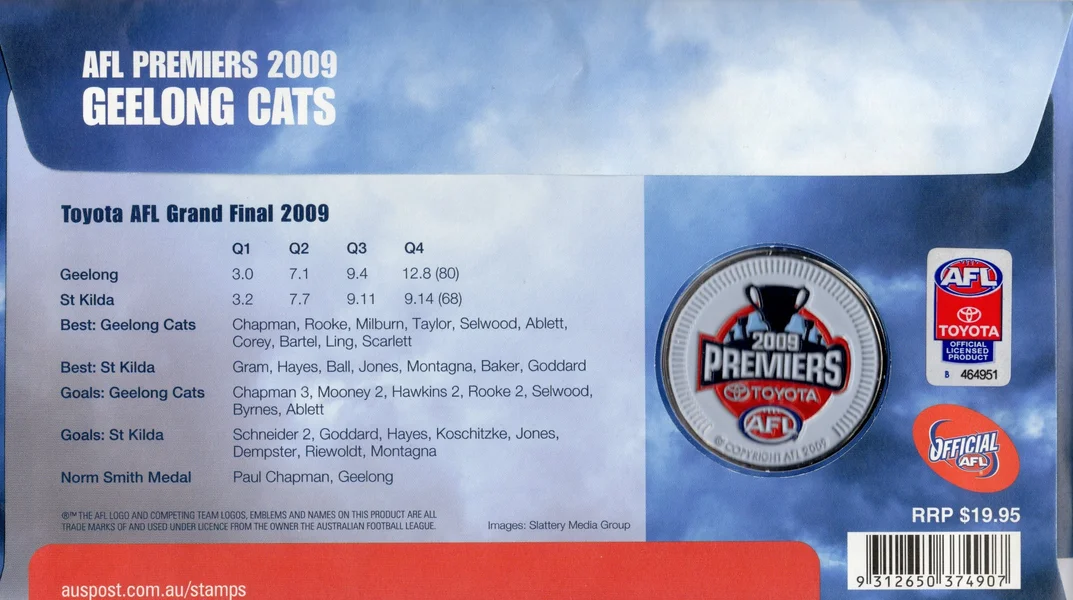 AFL PREMIERS 2009
GEELONG CATS
Toyota AFL Grand Final 2009
Q1 Q2 Q3 Q4
Geelong 3.0 7.1 9.4 12.8 (80)
St Kilda 3.2 7.7 9.11 9.14 (68)
Best: Geelong Cats Chapman, Rooke, Milburn, Taylor, Selwood, Ablett,
Corey, Bartel, Ling, Scarlett
Best: St Kilda Gram, Hayes, Ball, Jones, Montagna, Baker, Goddard
Goals: Geelong Cats Chapman 3, Mooney 2, Hawkins 2, Rooke 2, Selwood,
Byrnes, Ablett
Goals: St Kilda Schneider 2, Goddard, Hayes, Koschitzke, Jones,
Dempster, Riewoldt, Montagna
Norm Smith Medal Paul Chapman, Geelong
®™ THE AFL LOGO AND COMPETING TEAM LOGOS, EMBLEMS AND NAMES ON THIS PRODUCT ARE ALL
TRADE MARKS OF AND USED UNDER LICENCE FROM THE OWNER THE AUSTRALIAN FOOTBALL LEAGUE.
Images: Slattery Media Group
auspost.com.au/stamps
2009
PREMIERS
TOYOTA
AFL
© COPYRIGHT AFL 2009
AFL
TOYOTA
OFFICIAL
LICENSED
PRODUCT
B 464951
OFFICIAL
AFL
RRP $19.95
9 312650 374907